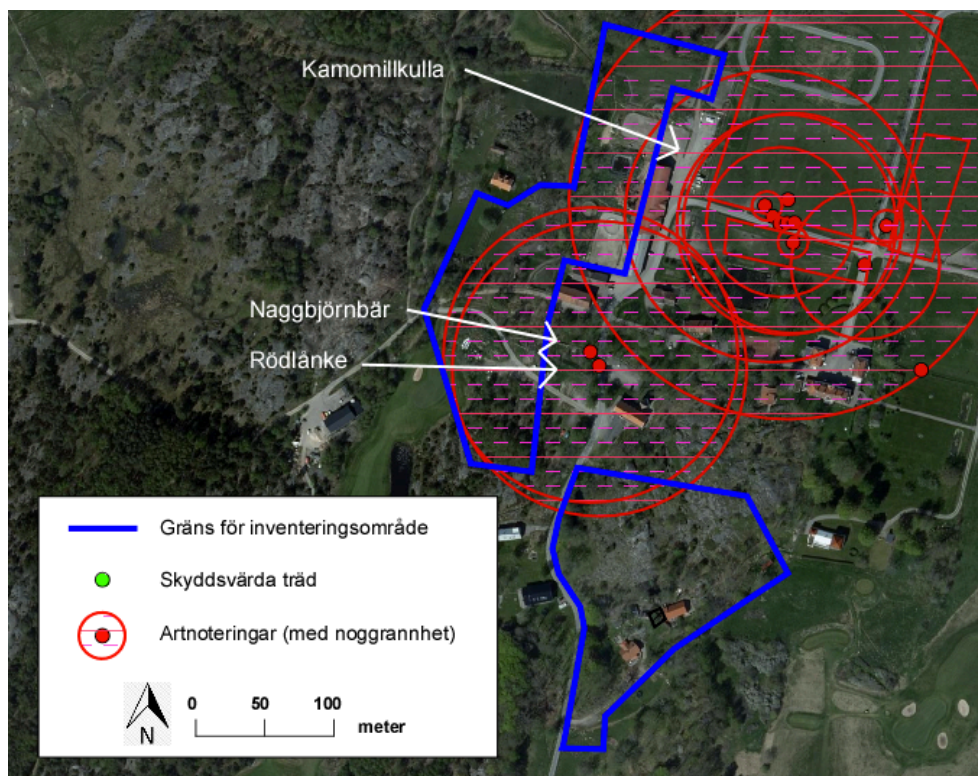 Kamomillkulla
Naggbjörnbär
Rödlånke
Gräns för inventeringsområde
Skyddsvärda träd
Artnoteringar (med noggrannhet)
0 50 100
meter
N